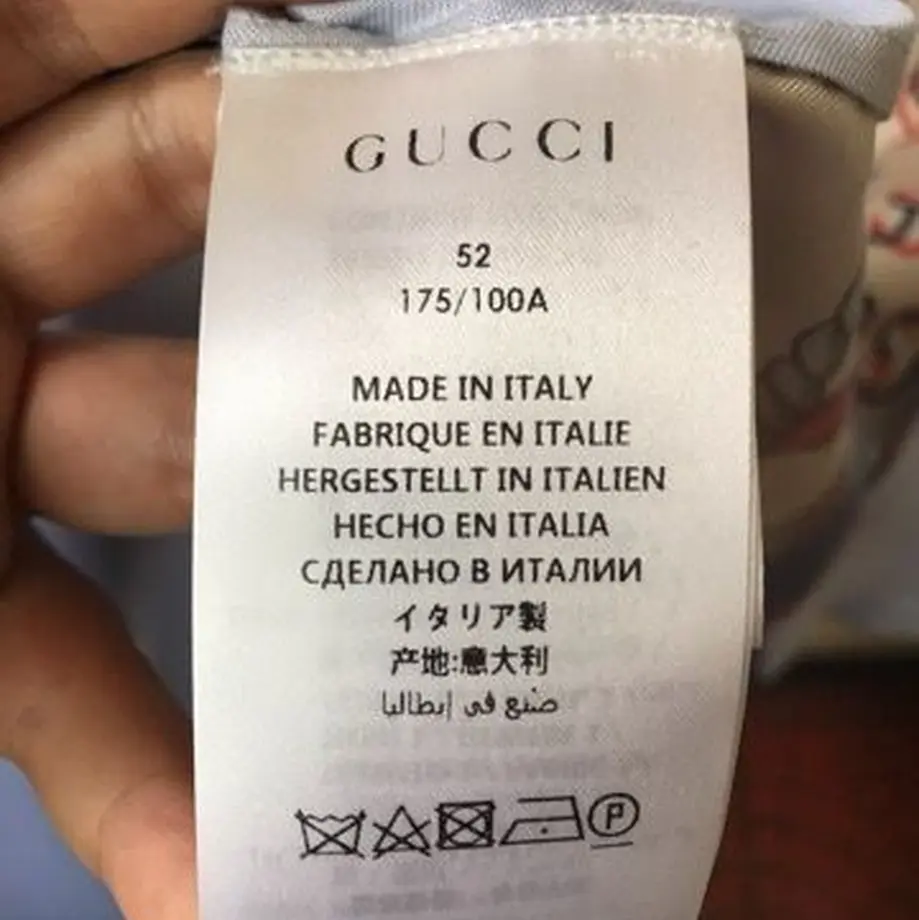 GUCCI
52
175/100A
MADE IN ITALY
FABRIQUE EN ITALIE
HERGESTELLT IN ITALIEN
HECHO EN ITALIA
СДЕЛАНО В ИТАЛИИ
イタリア製
产地:意大利
صنع في إيطاليا
P